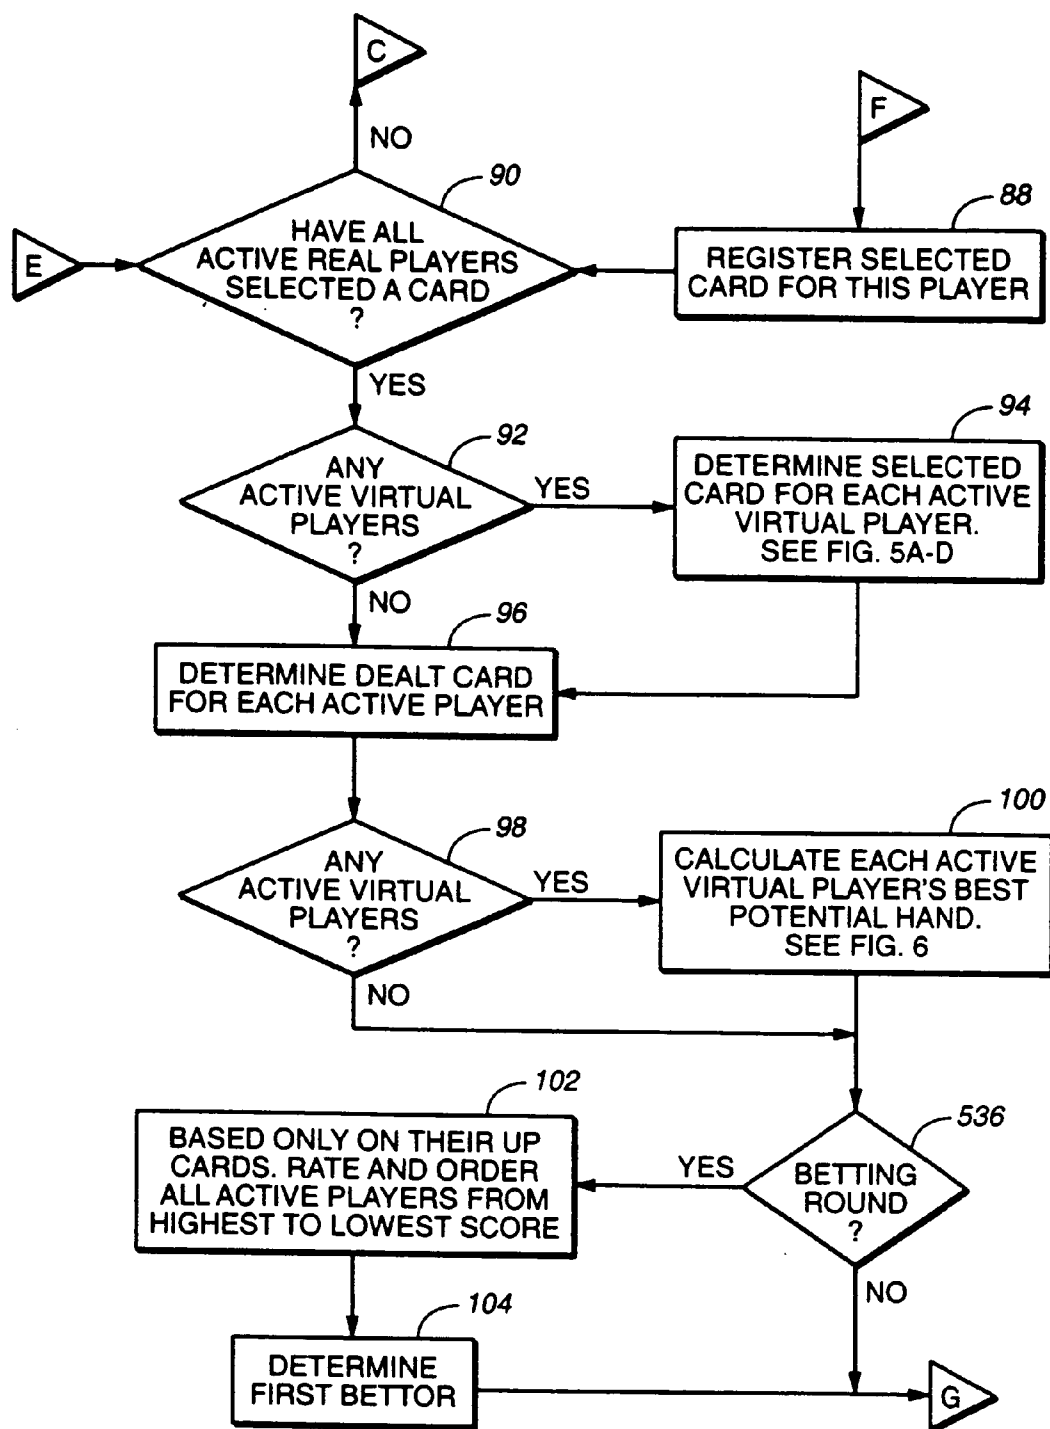 C
F
NO
90
88
HAVE ALL
ACTIVE REAL PLAYERS
SELECTED A CARD
?
E
REGISTER SELECTED
CARD FOR THIS PLAYER
YES
92
94
ANY
ACTIVE VIRTUAL
PLAYERS
?
YES
DETERMINE SELECTED
CARD FOR EACH ACTIVE
VIRTUAL PLAYER.
SEE FIG. 5A-D
NO
96
DETERMINE DEALT CARD
FOR EACH ACTIVE PLAYER
98
100
ANY
ACTIVE VIRTUAL
PLAYERS
?
YES
CALCULATE EACH ACTIVE
VIRTUAL PLAYER'S BEST
POTENTIAL HAND.
SEE FIG. 6
NO
102
536
BASED ONLY ON THEIR UP
CARDS. RATE AND ORDER
ALL ACTIVE PLAYERS FROM
HIGHEST TO LOWEST SCORE
YES
BETTING
ROUND
?
NO
104
DETERMINE
FIRST BETTOR
G